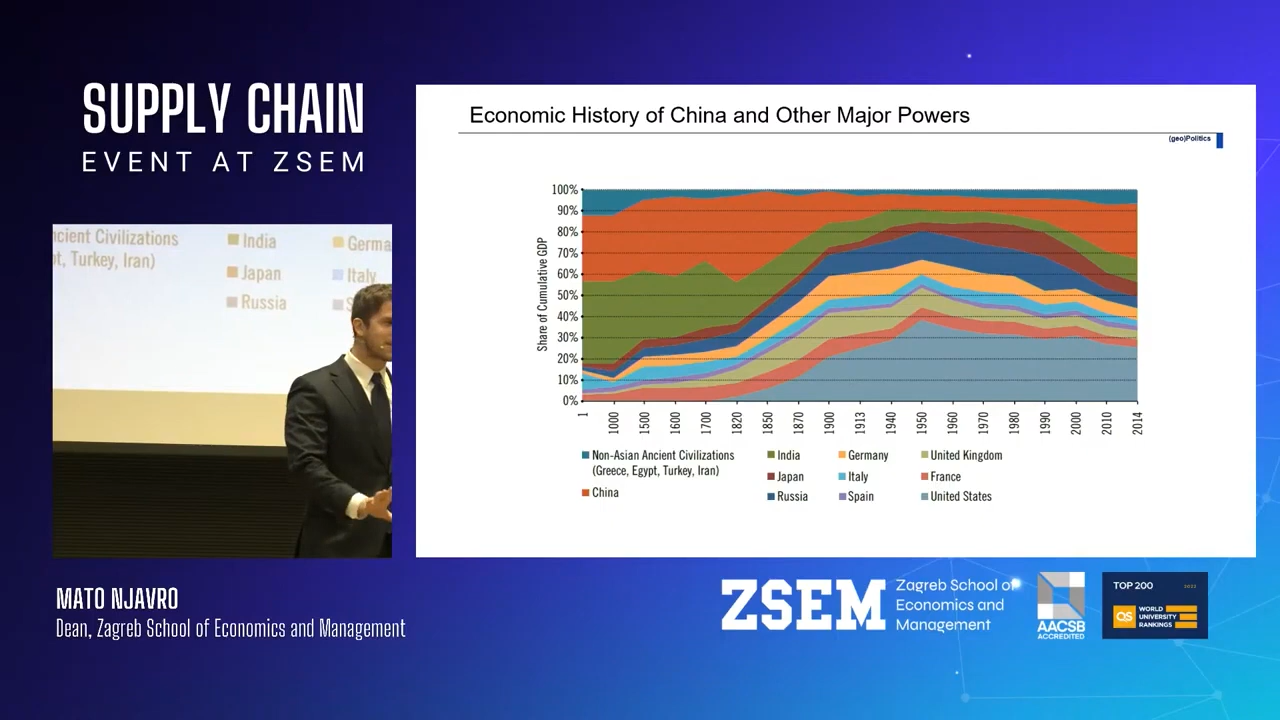 SUPPLY CHAIN
EVENT AT ZSEM
ncient Civilizations
pt, Turkey, Iran)
India
Japan
Russia
Germa
Italy
S
MATO NJAVRO
Dean, Zagreb School of Economics and Management
Economic History of China and Other Major Powers
(geo)Politics
Share of Cumulative GDP
100%
90%
80%
70%
60%
50%
40%
30%
20%
10%
0%
1 1000 1500 1600 1700 1820 1850 1870 1900 1913 1940 1950 1960 1970 1980 1990 2000 2010 2014
Non-Asian Ancient Civilizations
(Greece, Egypt, Turkey, Iran)
China
India
Japan
Russia
Germany
Italy
Spain
United Kingdom
France
United States
ZSEM
Zagreb School of
Economics and
Management
AACSB
ACCREDITED
TOP 200
2022
QS
WORLD
UNIVERSITY
RANKINGS